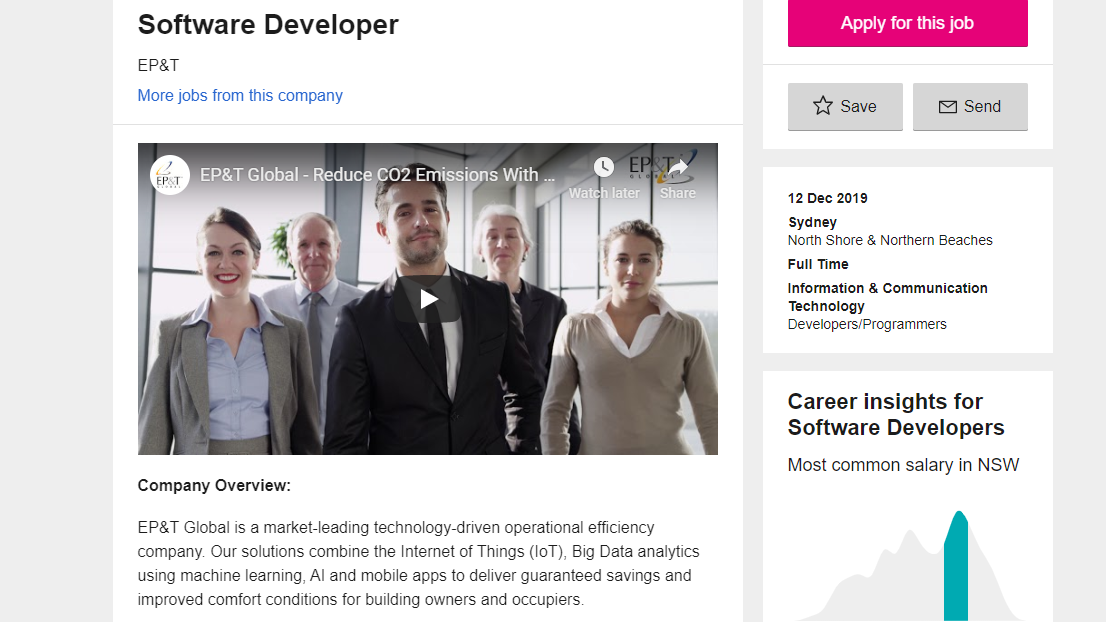 Software Developer
EP&T
More jobs from this company
EP&T
GLOBAL
EP&T Global - Reduce CO2 Emissions With ...
Watch later
Share
EP&T
GLOBAL
Company Overview:
EP&T Global is a market-leading technology-driven operational efficiency
company. Our solutions combine the Internet of Things (IoT), Big Data analytics
using machine learning, AI and mobile apps to deliver guaranteed savings and
improved comfort conditions for building owners and occupiers.
Apply for this job
Save
Send
12 Dec 2019
Sydney
North Shore & Northern Beaches
Full Time
Information & Communication
Technology
Developers/Programmers
Career insights for
Software Developers
Most common salary in NSW